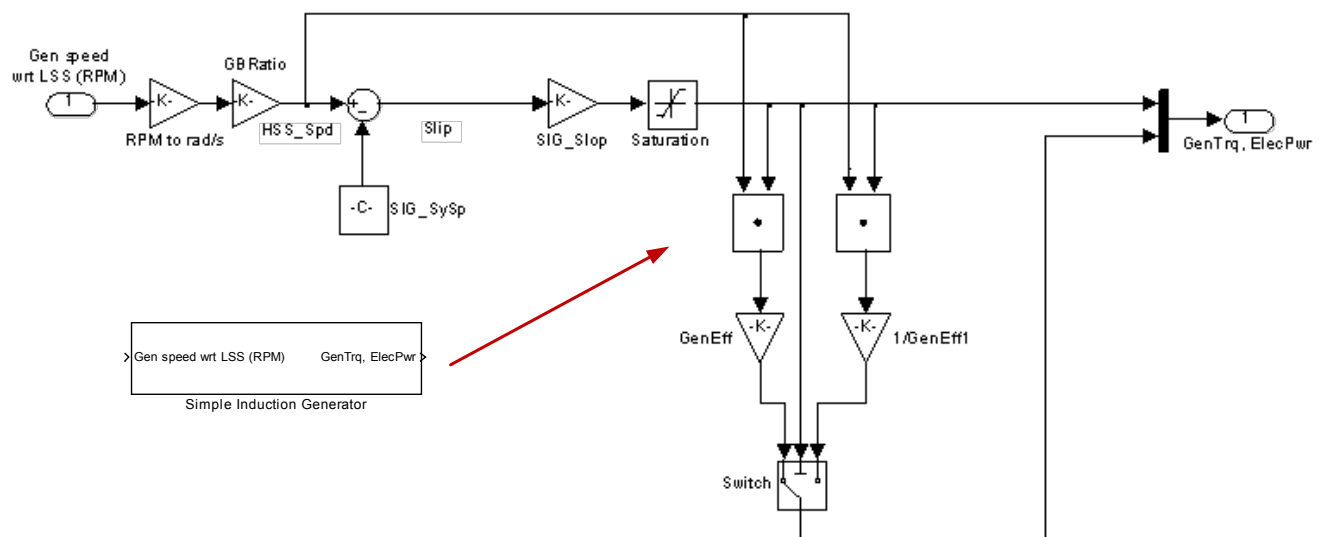 Gen speed
wrt LSS (RPM)
1
-K-
RPM to rad/s
GBRatio
-K-
HSS_Spd
+
-
Slip
-K-
SIG_Slop
Saturation
1
GenTrq, ElecPwr
-C-
SIG_SySp
GenEff
-K-
-K-
1/GenEff1
Gen speed wrt LSS (RPM)
GenTrq, ElecPwr
Simple Induction Generator
Switch